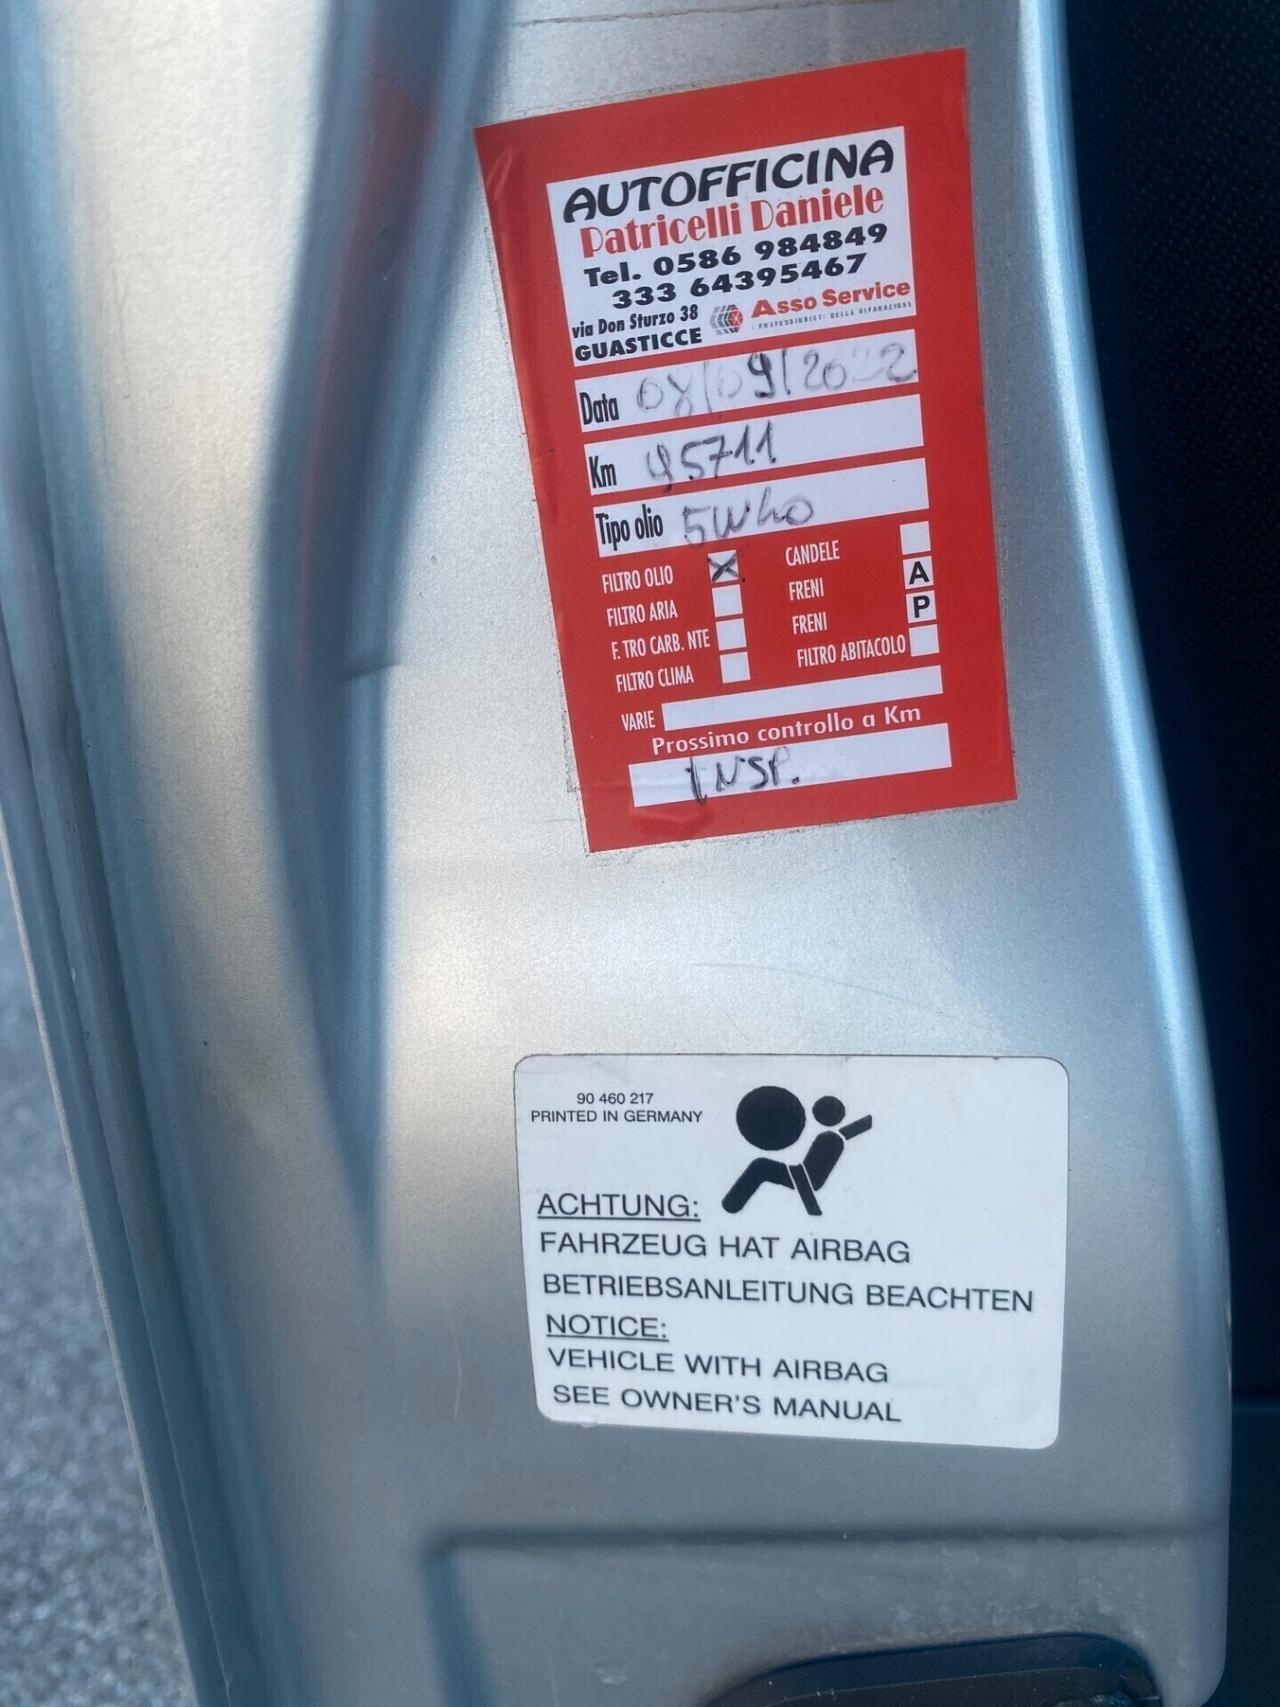 AUTOFFICINA
Patricelli Daniele
Tel. 0586 984849
333 64395467
via Don Sturzo 38
GUASTICCE
Asso Service
I PROFESSIONISTI DELLA RIPARAZIONE
Data 08/09/2022
Km 95711
Tipo olio 5W40
FILTRO OLIO X
FILTRO ARIA
F. TRO CARB. NTE
FILTRO CLIMA
CANDELE
FRENI A
FRENI P
FILTRO ABITACOLO
VARIE
Prossimo controllo a Km
INSP.
90 460 217
PRINTED IN GERMANY
ACHTUNG:
FAHRZEUG HAT AIRBAG
BETRIEBSANLEITUNG BEACHTEN
NOTICE:
VEHICLE WITH AIRBAG
SEE OWNER'S MANUAL